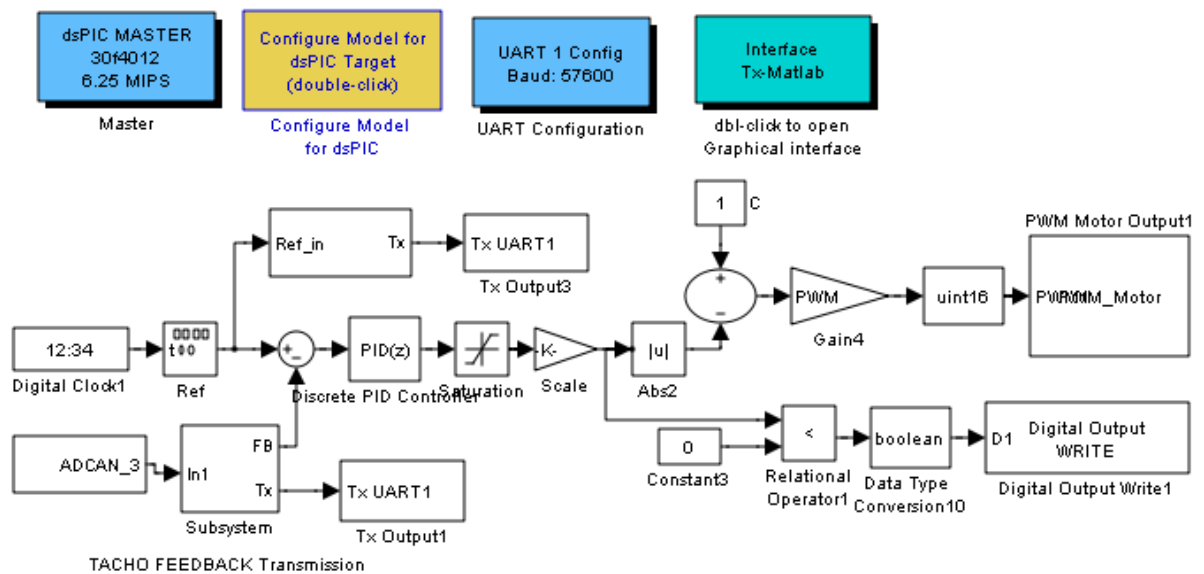 dsPIC MASTER
30f4012
6.25 MIPS
Master
Configure Model for
dsPIC Target
(double-click)
Configure Model
for dsPIC
UART 1 Config
Baud: 57600
UART Configuration
Interface
Tx-Matlab
dbl-click to open
Graphical interface
Ref_in
Tx
Tx UART1
Tx Output3
1
C
+
-
PWM
Gain4
uint16
PWM Motor Output1
PWM_Motor
12:34
Digital Clock1
Ref
+
-
PID(z)
Discrete PID Controller
Saturation
-K-
Scale
|u|
Abs2
ADCAN_3
In1
FB
Tx
Subsystem
Tx UART1
Tx Output1
0
Constant3
<
Relational
Operator1
boolean
Data Type
Conversion10
D1
Digital Output
WRITE
Digital Output Write1
TACHO FEEDBACK Transmission